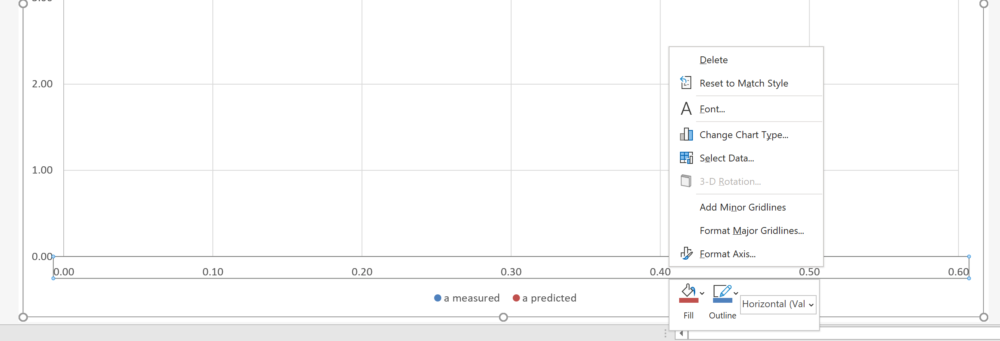 Delete
2.00
Reset to Match Style
Font...
Change Chart Type...
Select Data...
1.00
3-D Rotation...
Add Minor Gridlines
Format Major Gridlines...
0.00
Format Axis...
0.00 0.10 0.20 0.30 0.40 0.50 0.60
a measured a predicted
Horizontal (Val
Fill Outline